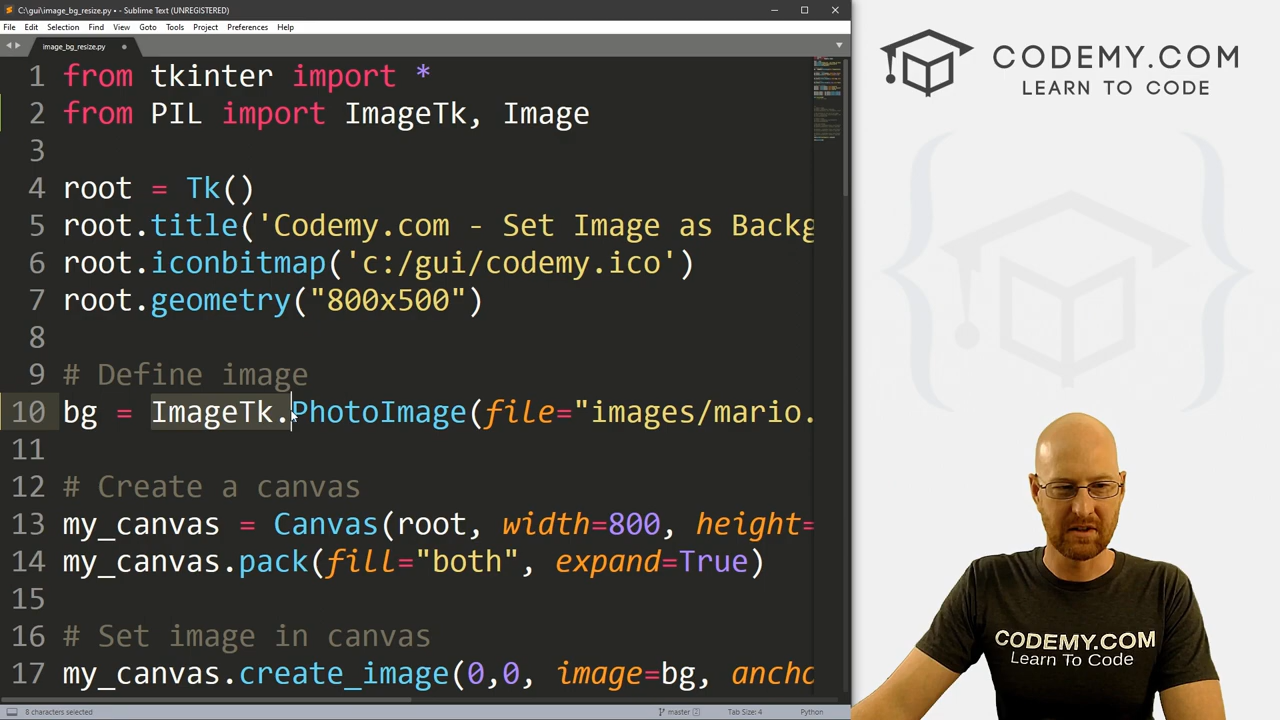 C:\gui\image_bg_resize.py • - Sublime Text (UNREGISTERED)
File Edit Selection Find View Goto Tools Project Preferences Help
image_bg_resize.py
1 from tkinter import *
2 from PIL import ImageTk, Image
3
4 root = Tk()
5 root.title('Codemy.com - Set Image as Backg
6 root.iconbitmap('c:/gui/codemy.ico')
7 root.geometry("800x500")
8
9 # Define image
10 bg = ImageTk.PhotoImage(file="images/mario.
11
12 # Create a canvas
13 my_canvas = Canvas(root, width=800, height=
14 my_canvas.pack(fill="both", expand=True)
15
16 # Set image in canvas
17 my_canvas.create_image(0,0, image=bg, ancho
8 characters selected
master 2
Tab Size: 4
Python
CODEMY.COM
LEARN TO CODE
CODEMY.COM
Learn To Code